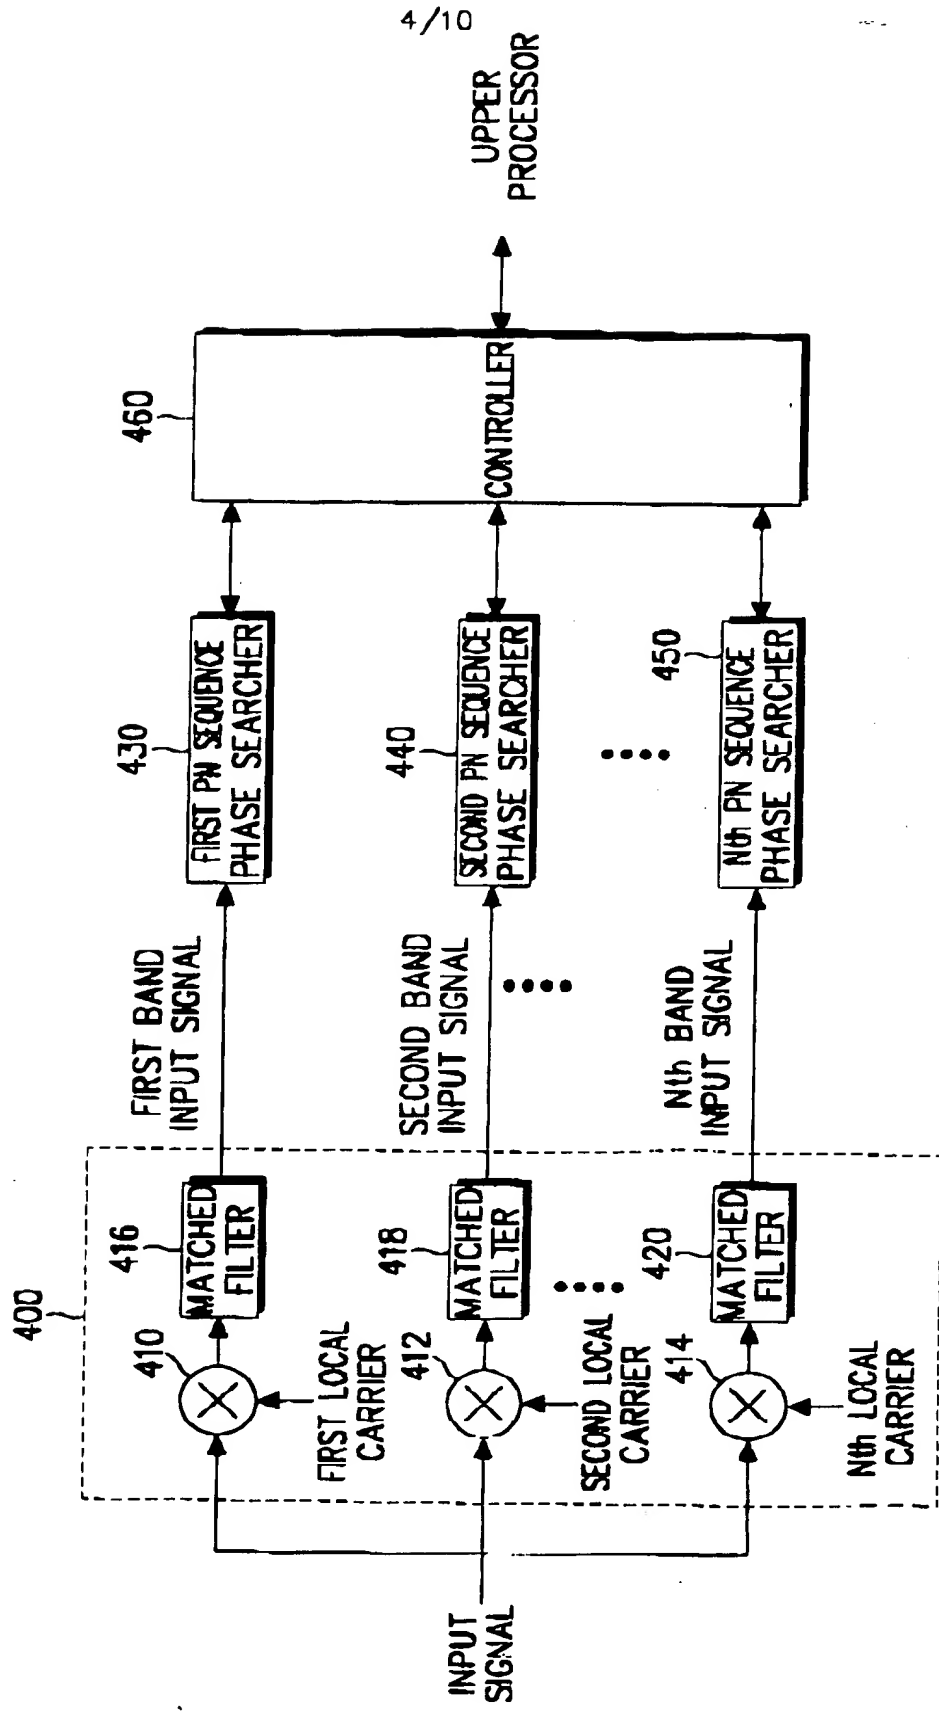 4/10
400
INPUT
SIGNAL
410
FIRST LOCAL
CARRIER
416
MATCHED
FILTER
FIRST BAND
INPUT SIGNAL
430
FIRST PN SEQUENCE
PHASE SEARCHER
412
SECOND LOCAL
CARRIER
418
MATCHED
FILTER
SECOND BAND
INPUT SIGNAL
440
SECOND PN SEQUENCE
PHASE SEARCHER
414
Nth LOCAL
CARRIER
420
MATCHED
FILTER
Nth BAND
INPUT SIGNAL
450
Nth PN SEQUENCE
PHASE SEARCHER
460
CONTROLLER
UPPER
PROCESSOR